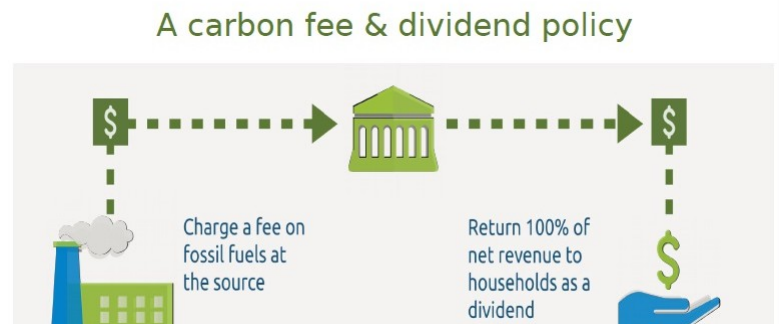 A carbon fee & dividend policy
$
$
Charge a fee on
fossil fuels at
the source
Return 100% of
net revenue to
households as a
dividend
$